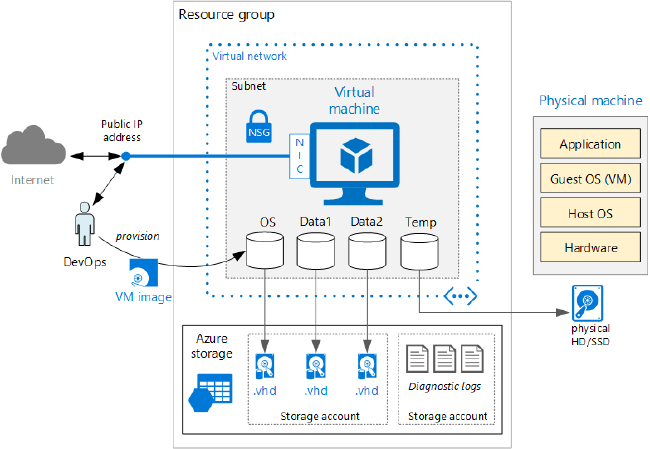 Resource group
Virtual network
Subnet
Virtual
machine
NSG
N
I
C
Public IP
address
Internet
DevOps
provision
VM image
OS
Data1
Data2
Temp
Physical machine
Application
Guest OS (VM)
Host OS
Hardware
physical
HD/SSD
Azure
storage
.vhd
.vhd
.vhd
Storage account
Diagnostic logs
Storage account